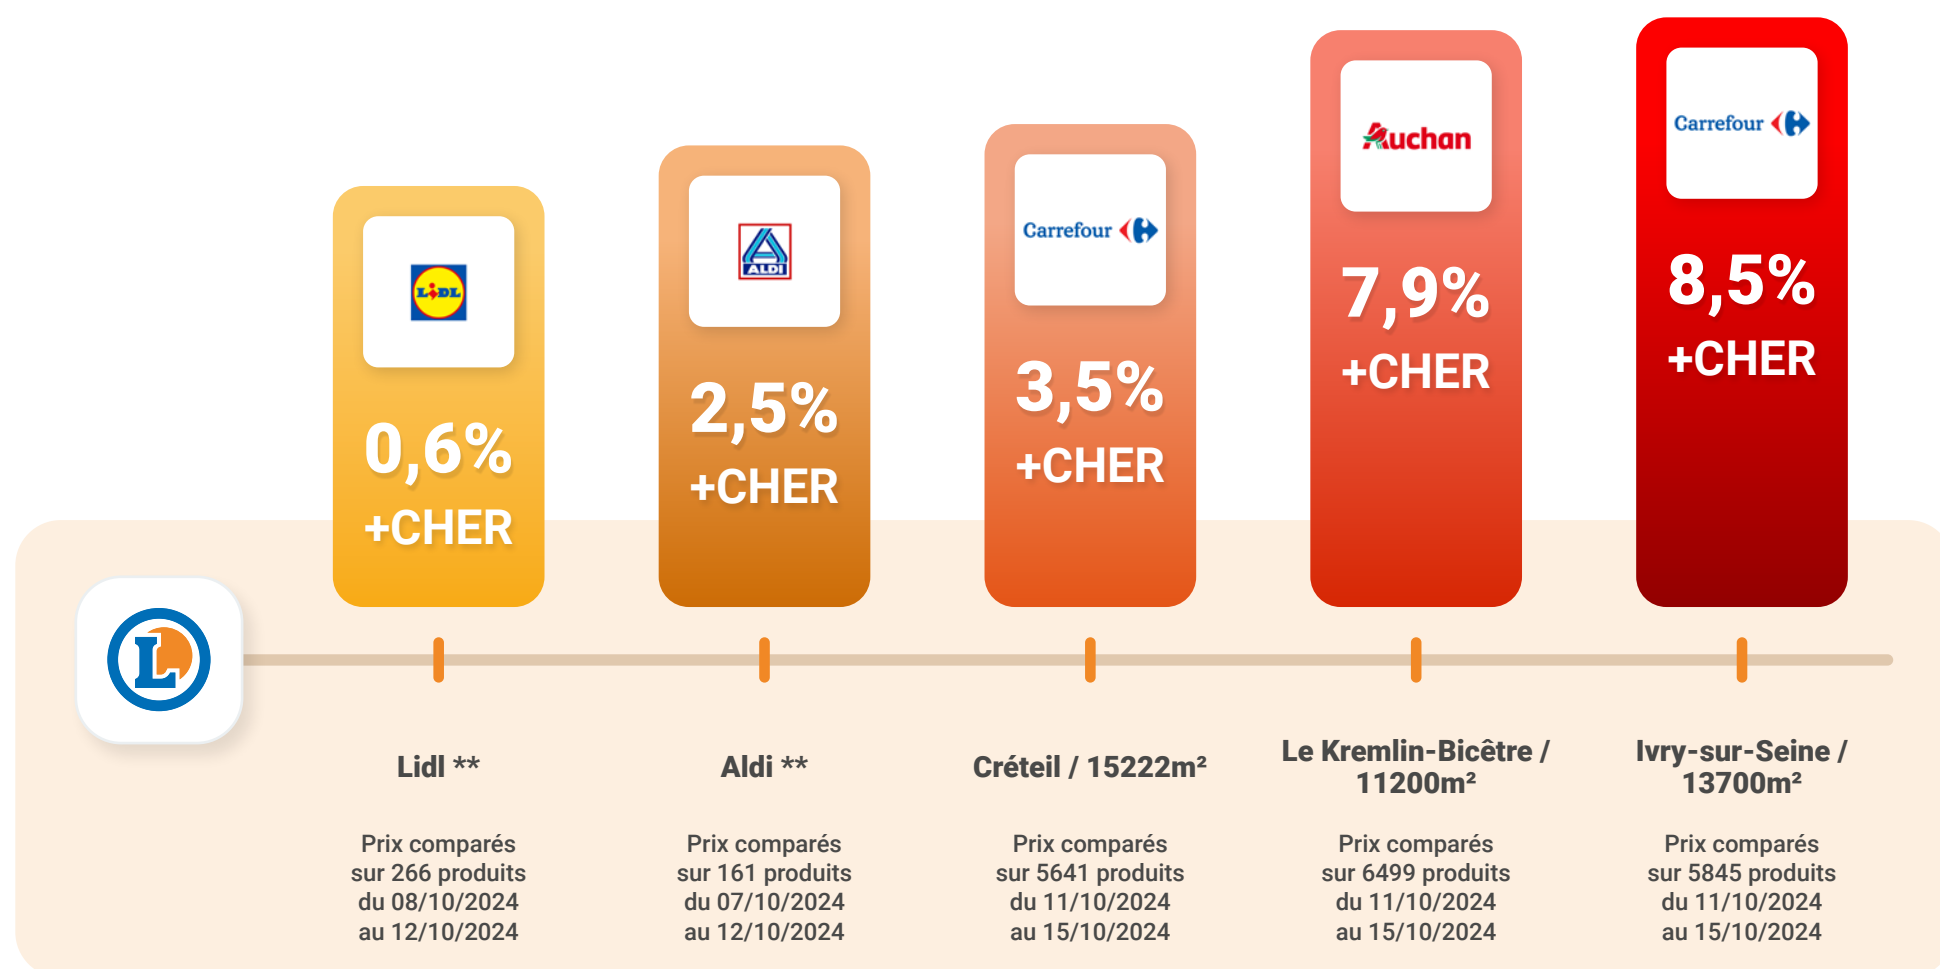 LIDL
0,6%
+CHER
ALDI
2,5%
+CHER
Carrefour
3,5%
+CHER
Auchan
7,9%
+CHER
Carrefour
8,5%
+CHER
L
Lidl **
Prix comparés
sur 266 produits
du 08/10/2024
au 12/10/2024
Aldi **
Prix comparés
sur 161 produits
du 07/10/2024
au 12/10/2024
Créteil / 15222m²
Prix comparés
sur 5641 produits
du 11/10/2024
au 15/10/2024
Le Kremlin-Bicêtre /
11200m²
Prix comparés
sur 6499 produits
du 11/10/2024
au 15/10/2024
Ivry-sur-Seine /
13700m²
Prix comparés
sur 5845 produits
du 11/10/2024
au 15/10/2024